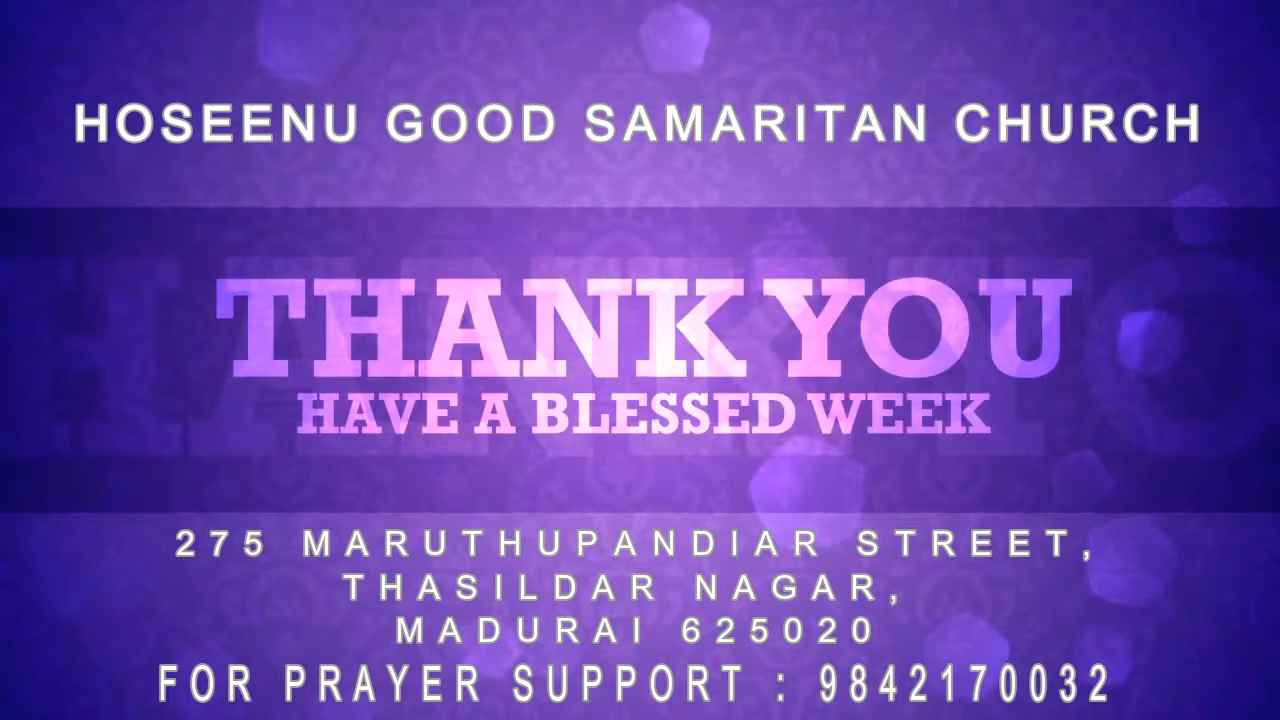 HOSEENU GOOD SAMARITAN CHURCH
THANK YOU
HAVE A BLESSED WEEK
275 MARUTHUPANDIAR STREET,
THASILDAR NAGAR,
MADURAI 625020
FOR PRAYER SUPPORT : 9842170032